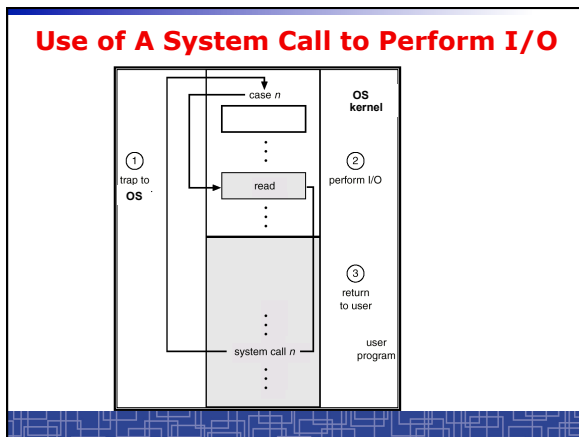 Use of A System Call to Perform I/O
case n
OS
kernel
1
trap to
OS
2
perform I/O
read
3
return
to user
system call n
user
program